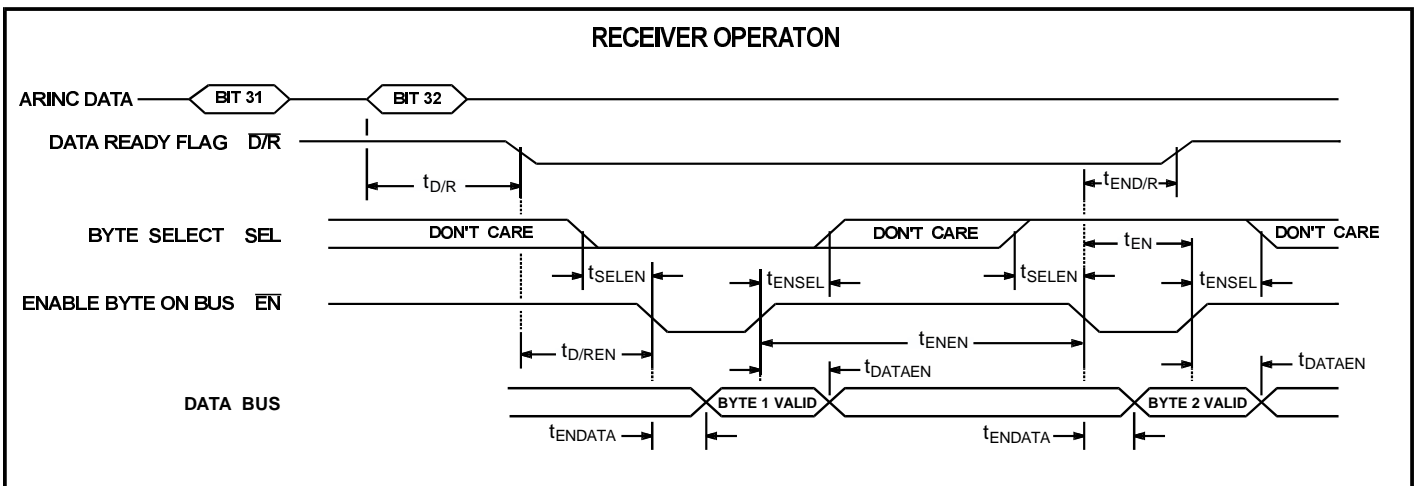 RECEIVER OPERATON
ARINC DATA BIT 31 BIT 32
DATA READY FLAG D/R
tD/R tEND/R
BYTE SELECT SEL DON'T CARE DON'T CARE DON'T CARE
tEN
tSELEN tENSEL tSELEN tENSEL
ENABLE BYTE ON BUS EN
tD/REN tENEN
tDATAEN tDATAEN
DATA BUS BYTE 1 VALID BYTE 2 VALID
tENDATA tENDATA